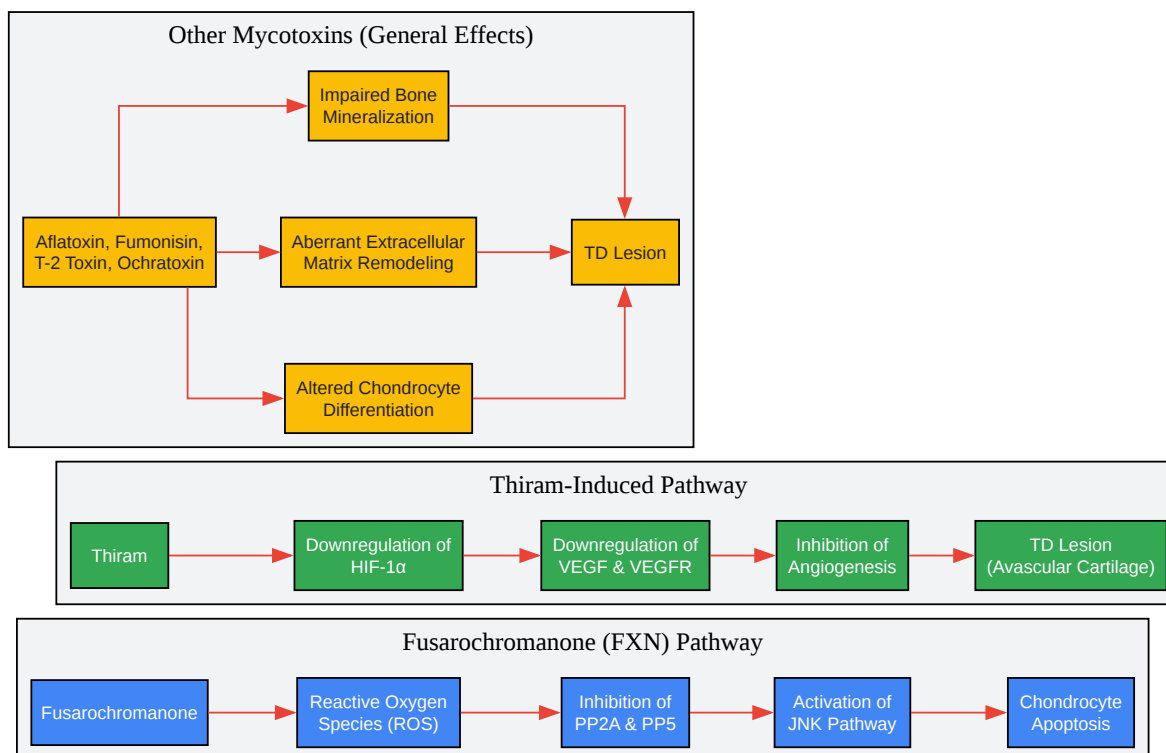 Other Mycotoxins (General Effects)
Impaired Bone
Mineralization
Aflatoxin, Fumonisin,
T-2 Toxin, Ochratoxin
Aberrant Extracellular
Matrix Remodeling
TD Lesion
Altered Chondrocyte
Differentiation
Thiram-Induced Pathway
Thiram
Downregulation of
HIF-1α
Downregulation of
VEGF & VEGFR
Inhibition of
Angiogenesis
TD Lesion
(Avascular Cartilage)
Fusarochromanone (FXN) Pathway
Fusarochromanone
Reactive Oxygen
Species (ROS)
Inhibition of
PP2A & PP5
Activation of
JNK Pathway
Chondrocyte
Apoptosis